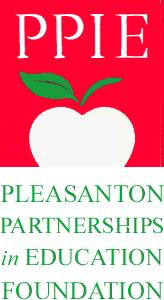 PPIE
PLEASANTON
PARTNERSHIPS
in EDUCATION
FOUNDATION